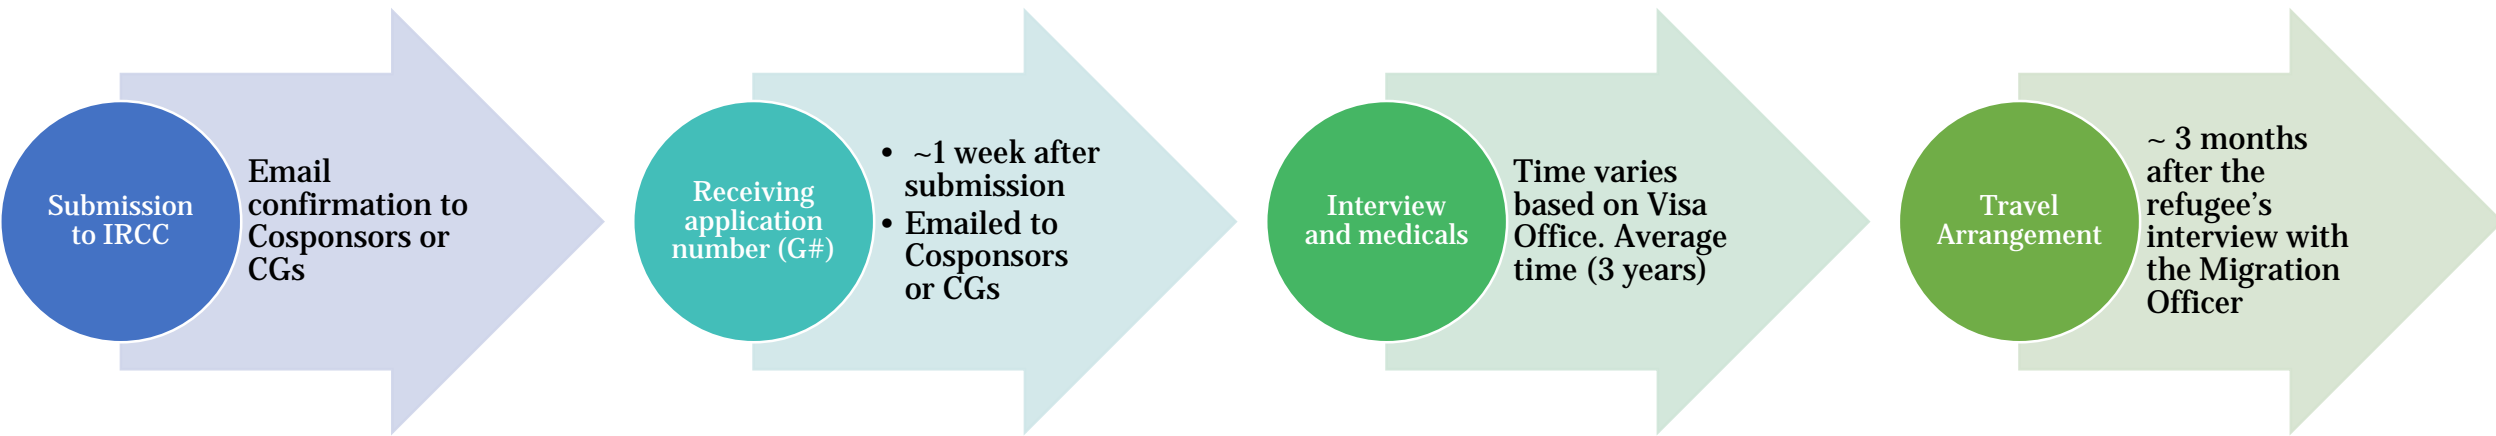 Submission
to IRCC
Email
confirmation to
Cosponsors or
CGs
Receiving
application
number (G#)
• ~1 week after
submission
• Emailed to
Cosponsors
or CGs
Interview
and medicals
Time varies
based on Visa
Office. Average
time (3 years)
Travel
Arrangement
~ 3 months
after the
refugee’s
interview with
the Migration
Officer